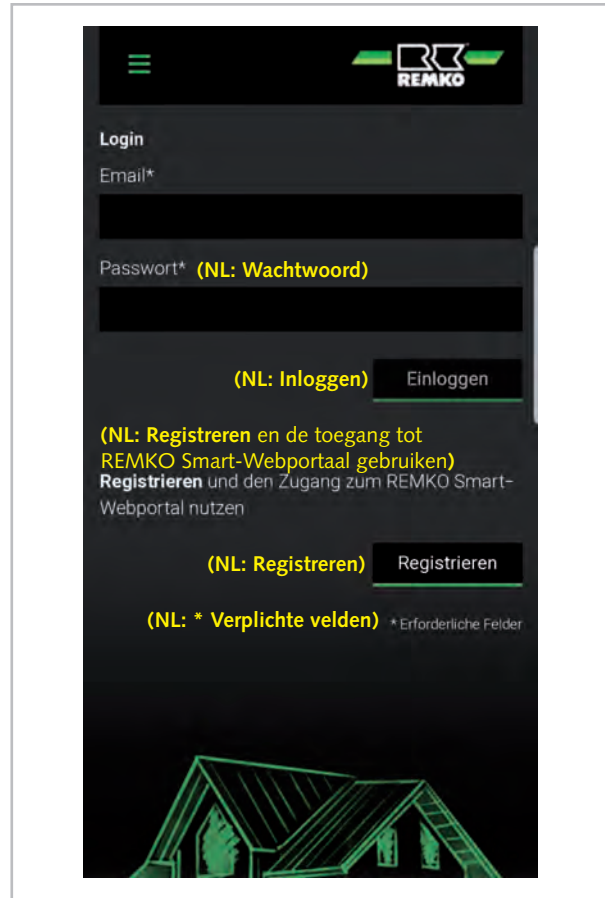 REMKO
Login
Email*
Passwort* (NL: Wachtwoord)
(NL: Inloggen) Einloggen
(NL: Registreren en de toegang tot
REMKO Smart-Webportaal gebruiken)
Registrieren und den Zugang zum REMKO Smart-
Webportal nutzen
(NL: Registreren) Registrieren
(NL: * Verplichte velden) * Erforderliche Felder